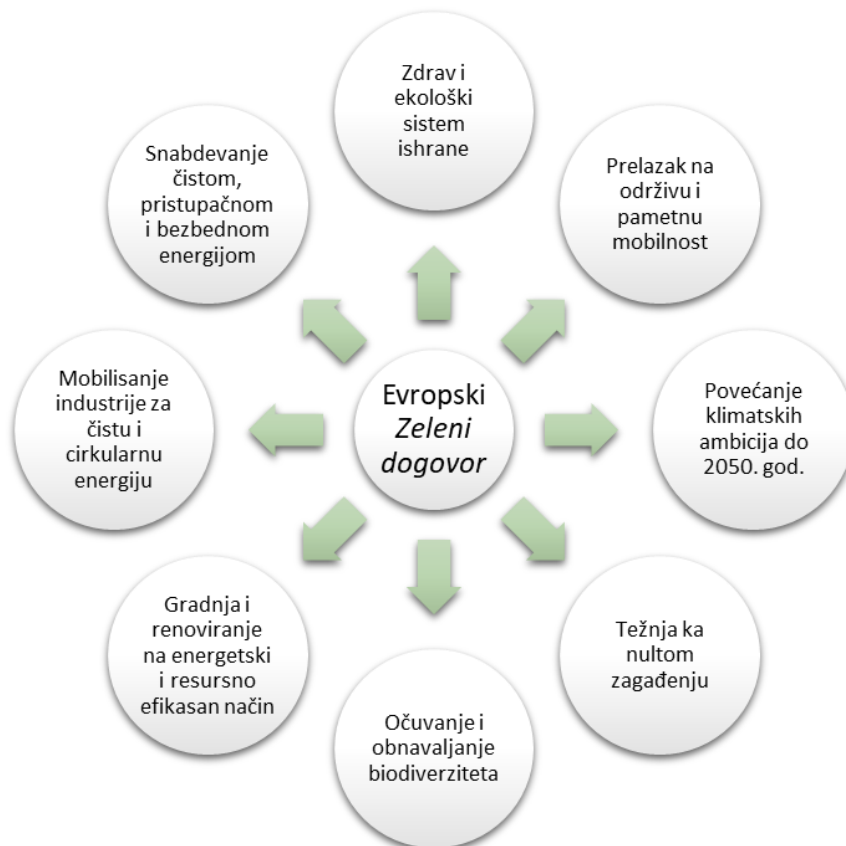 Zdrav i
ekološki
sistem
ishrane
Prelazak na
održivu i
pametnu
mobilnost
Povećanje
klimatskih
ambicija do
2050. god.
Težnja ka
nultom
zagađenju
Očuvanje i
obnavaljanje
biodiverziteta
Gradnja i
renoviranje
na energetski
i resursno
efikasan način
Mobilisanje
industrije za
čistu i
cirkularnu
energiju
Snabdevanje
čistom,
pristupačnom
i bezbednom
energijom
Evropski
Zeleni
dogovor